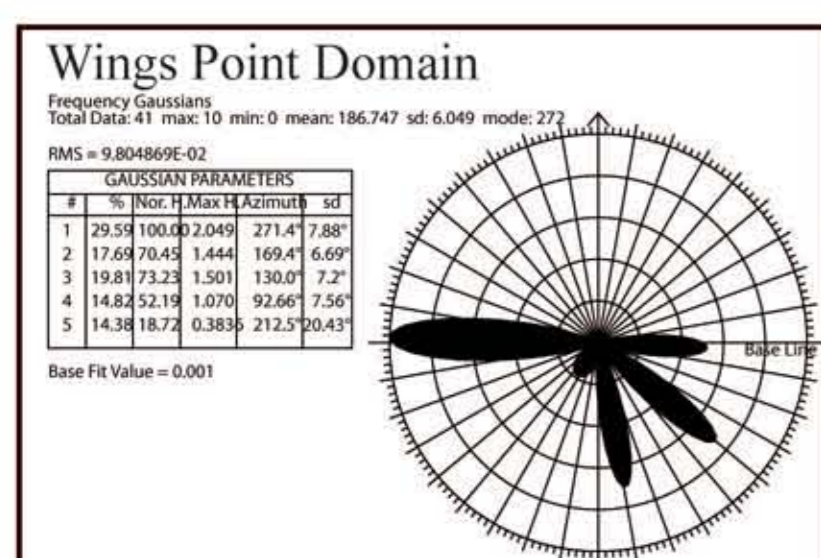 Wings Point Domain
Frequency Gaussians
Total Data: 41 max: 10 min: 0 mean: 186.747 sd: 6.049 mode: 272
RMS = 9.804869E-02
GAUSSIAN PARAMETERS
# % Nor. H. Max H. Azimuth sd
1 29.59 100.00 2.049 271.4° 7.88°
2 17.69 70.45 1.444 169.4° 6.69°
3 19.81 73.23 1.501 130.0° 7.2°
4 14.82 52.19 1.070 92.66° 7.56°
5 14.38 18.72 0.3836 212.5° 20.43°
Base Line
Base Fit Value = 0.001